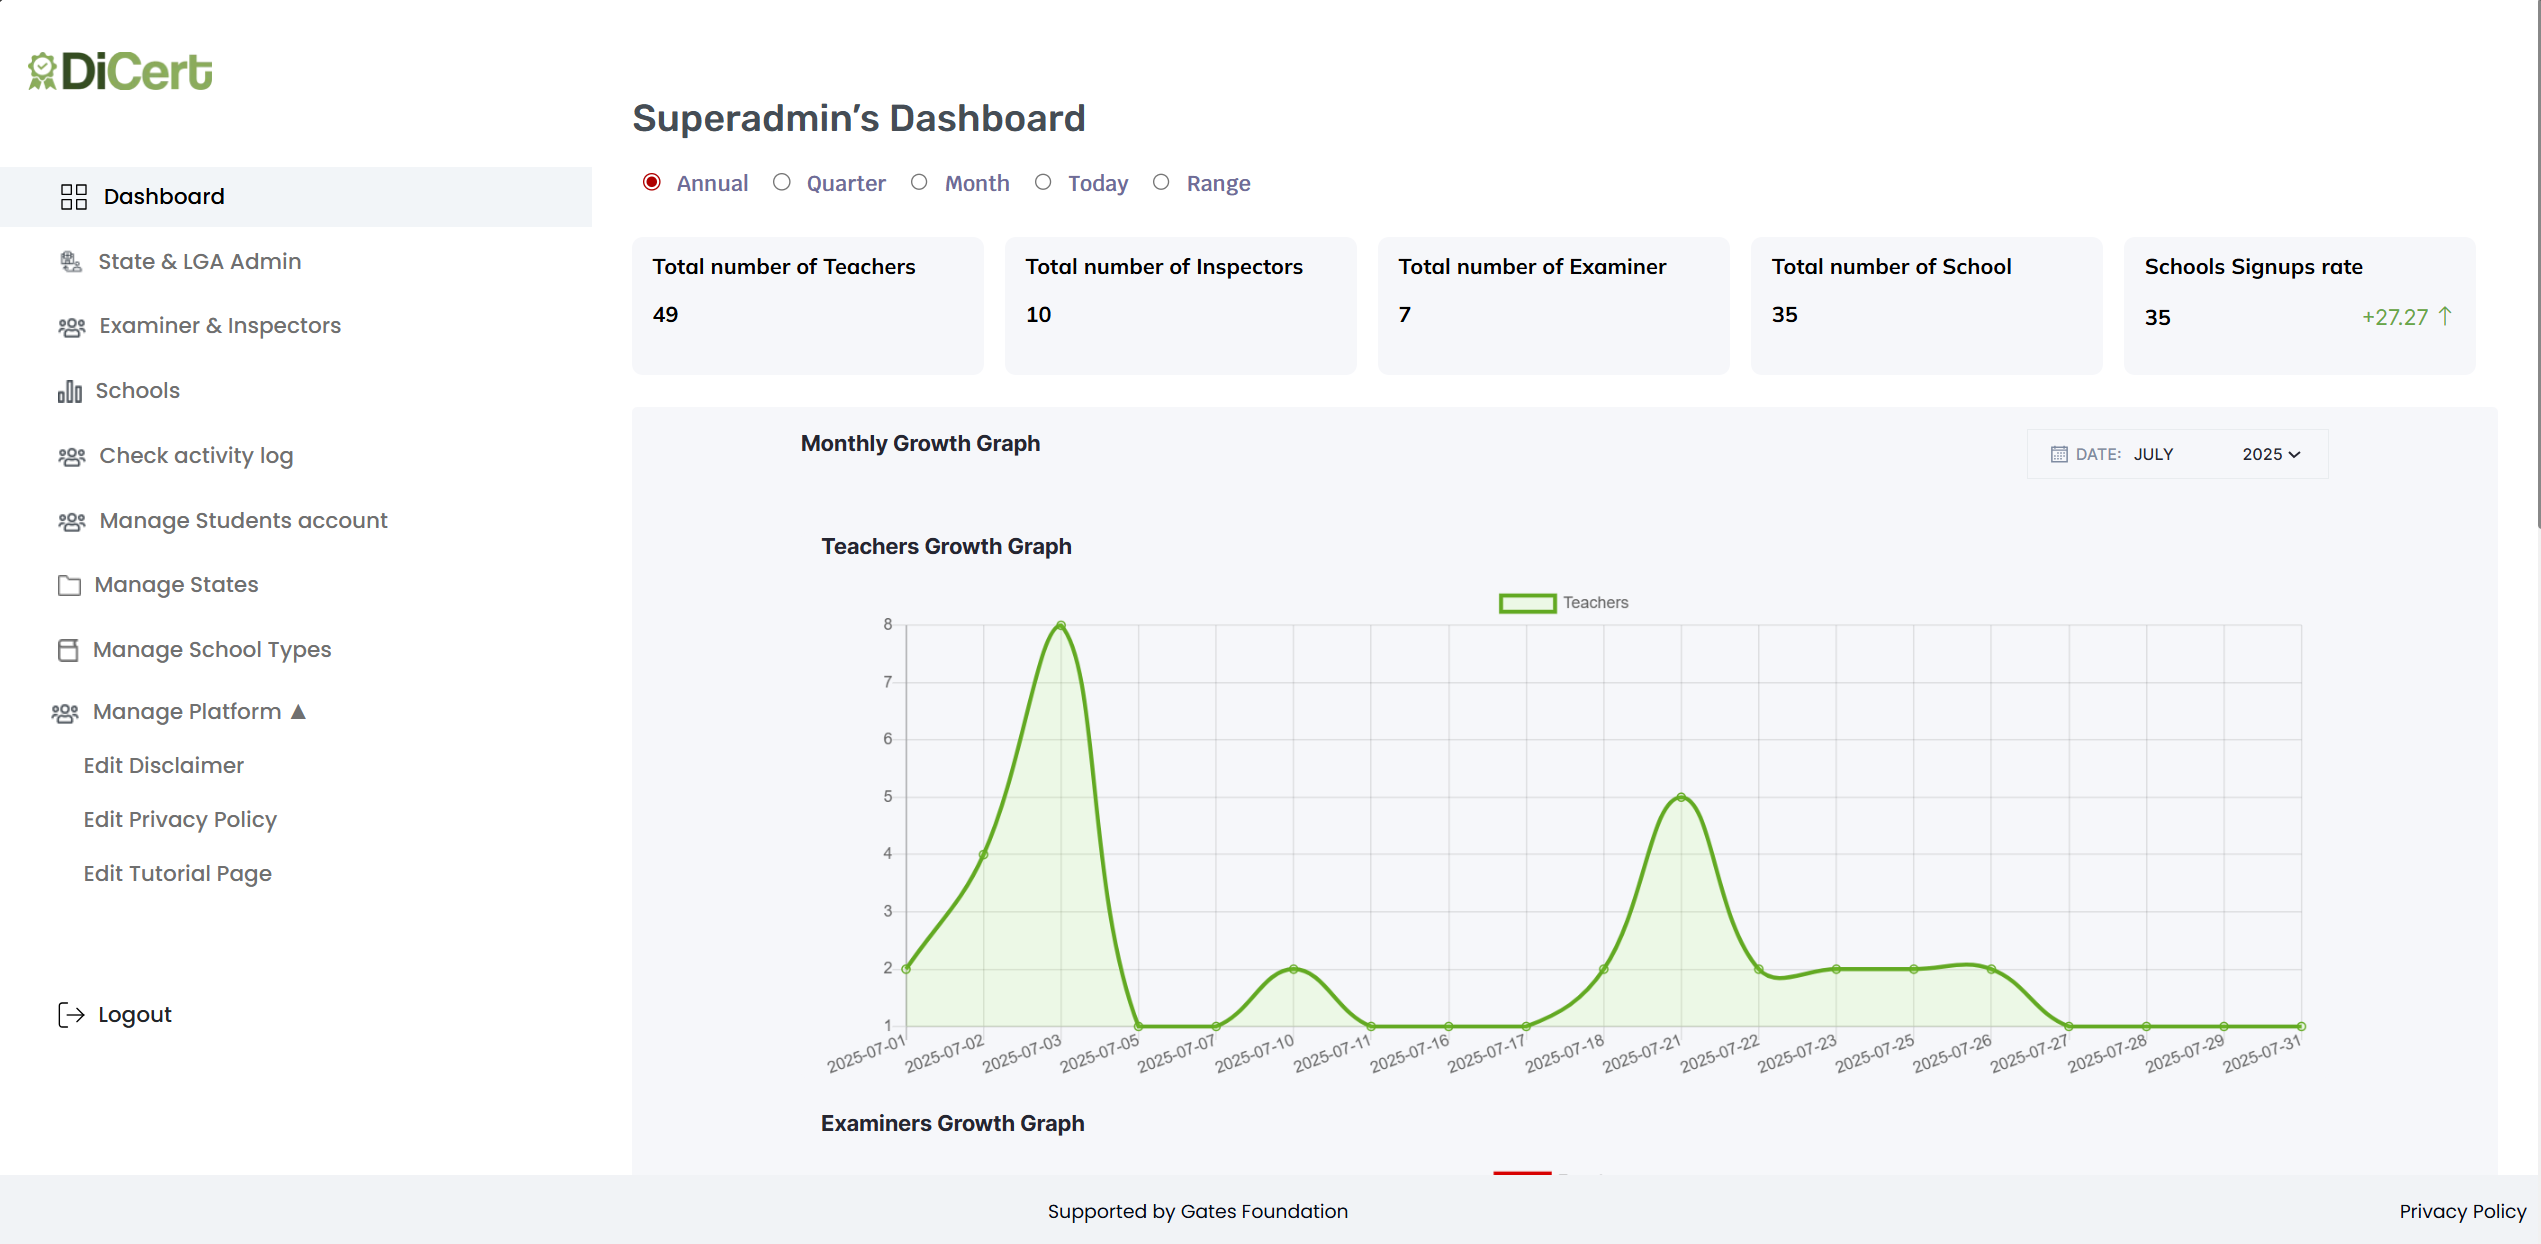 DiCert
Superadmin’s Dashboard
Annual Quarter Month Today Range
Dashboard
State & LGA Admin
Examiner & Inspectors
Schools
Check activity log
Manage Students account
Manage States
Manage School Types
Manage Platform ▲
Edit Disclaimer
Edit Privacy Policy
Edit Tutorial Page
Logout
Total number of Teachers
49
Total number of Inspectors
10
Total number of Examiner
7
Total number of School
35
Schools Signups rate
35 +27.27 ↑
Monthly Growth Graph
DATE: JULY 2025
Teachers Growth Graph
Teachers
8
7
6
5
4
3
2
1
2025-07-01 2025-07-02 2025-07-03 2025-07-05 2025-07-07 2025-07-10 2025-07-11 2025-07-16 2025-07-17 2025-07-18 2025-07-21 2025-07-22 2025-07-23 2025-07-25 2025-07-26 2025-07-27 2025-07-28 2025-07-29 2025-07-31
Examiners Growth Graph
Supported by Gates Foundation
Privacy Policy